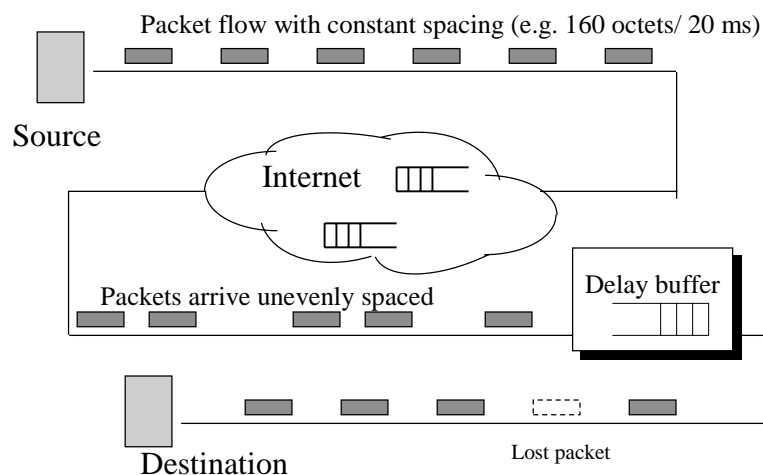 Packet flow with constant spacing (e.g. 160 octets/ 20 ms)
Source
Internet
Delay buffer
Packets arrive unevenly spaced
Lost packet
Destination